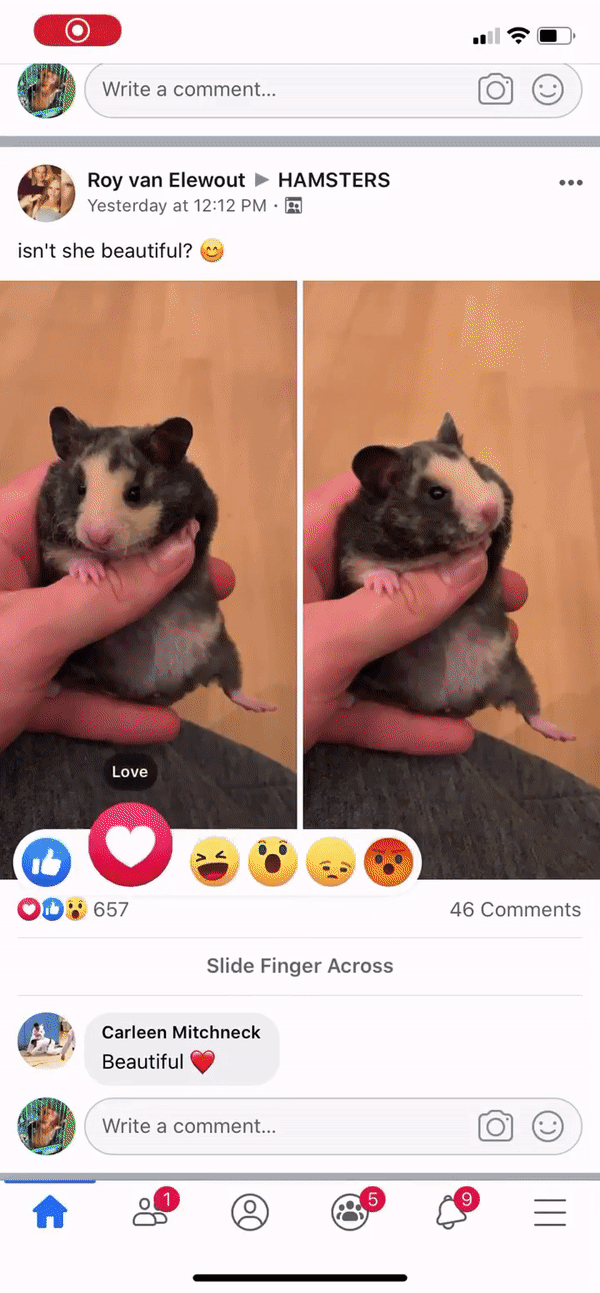 Write a comment...
Roy van Elewout ▶ HAMSTERS
Yesterday at 12:12 PM ·
isn't she beautiful? 😊
Love
657
46 Comments
Slide Finger Across
Carleen Mitchneck
Beautiful ❤️
Write a comment...
1
5
9